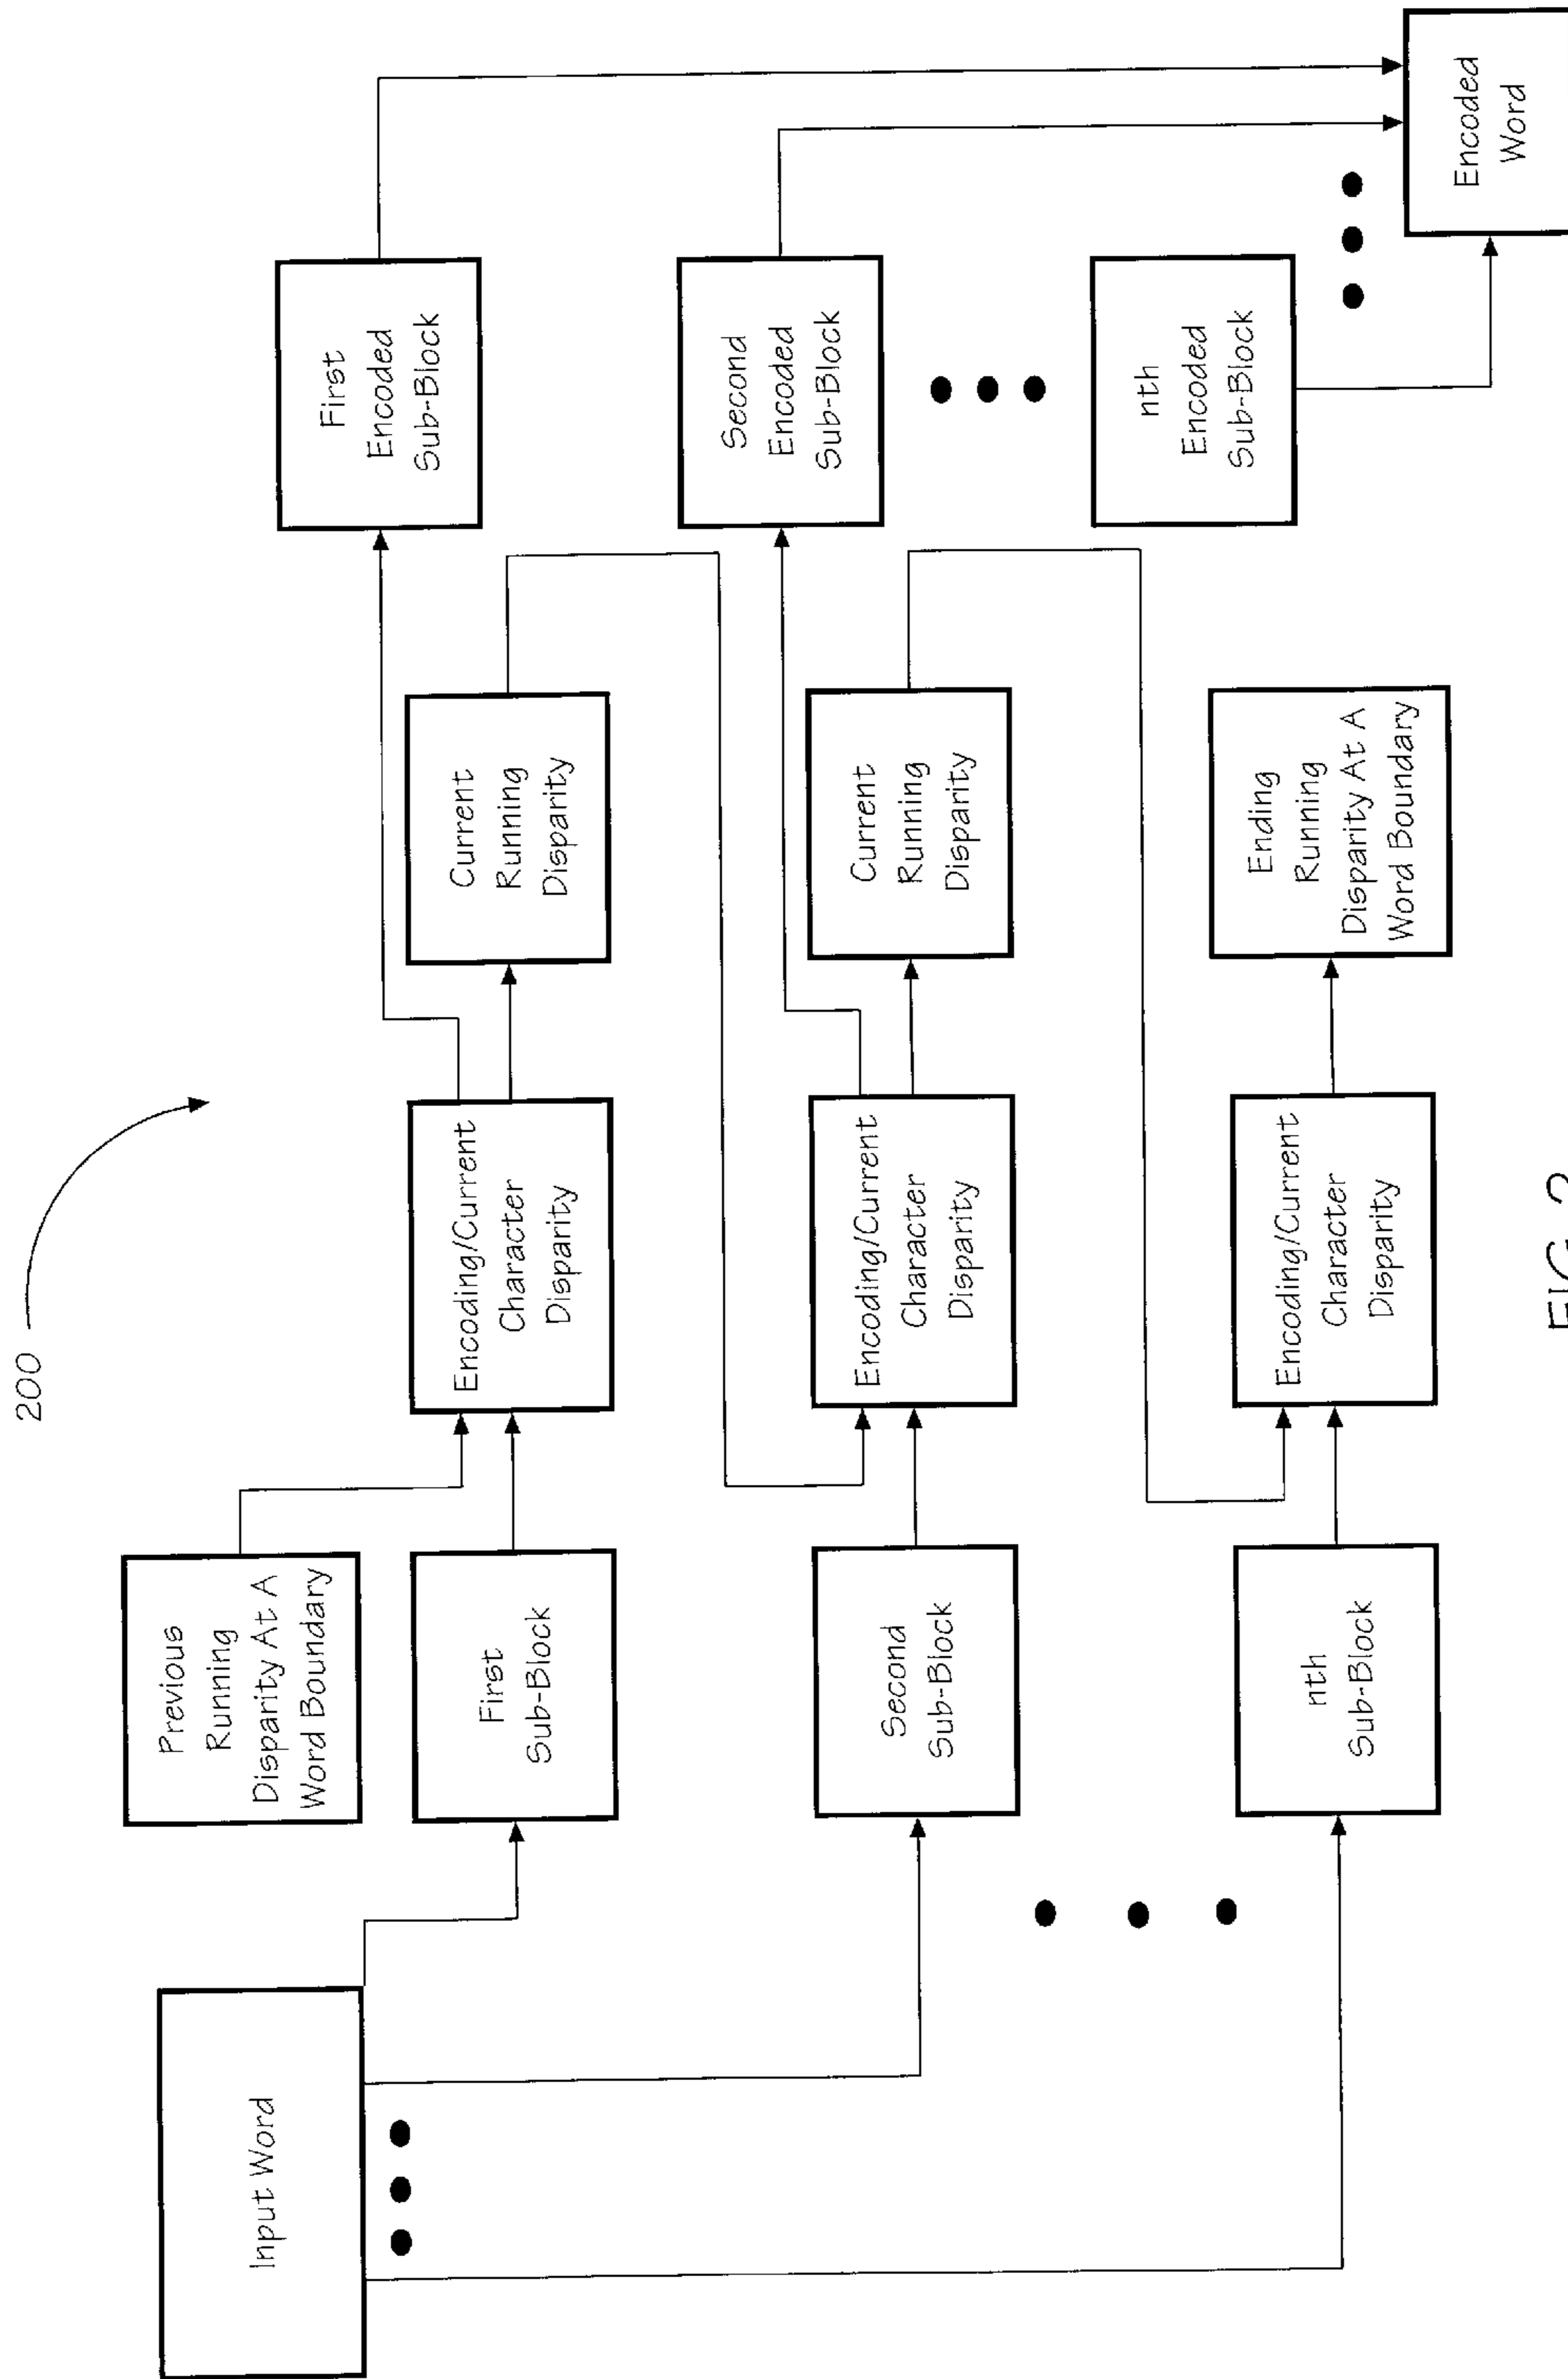 200
Input Word
Previous
Running
Disparity At A
Word Boundary
First
Sub-Block
Encoding/Current
Character
Disparity
Current
Running
Disparity
First
Encoded
Sub-Block
Second
Sub-Block
Encoding/Current
Character
Disparity
Current
Running
Disparity
Second
Encoded
Sub-Block
nth
Sub-Block
Encoding/Current
Character
Disparity
Ending
Running
Disparity At A
Word Boundary
nth
Encoded
Sub-Block
Encoded
Word